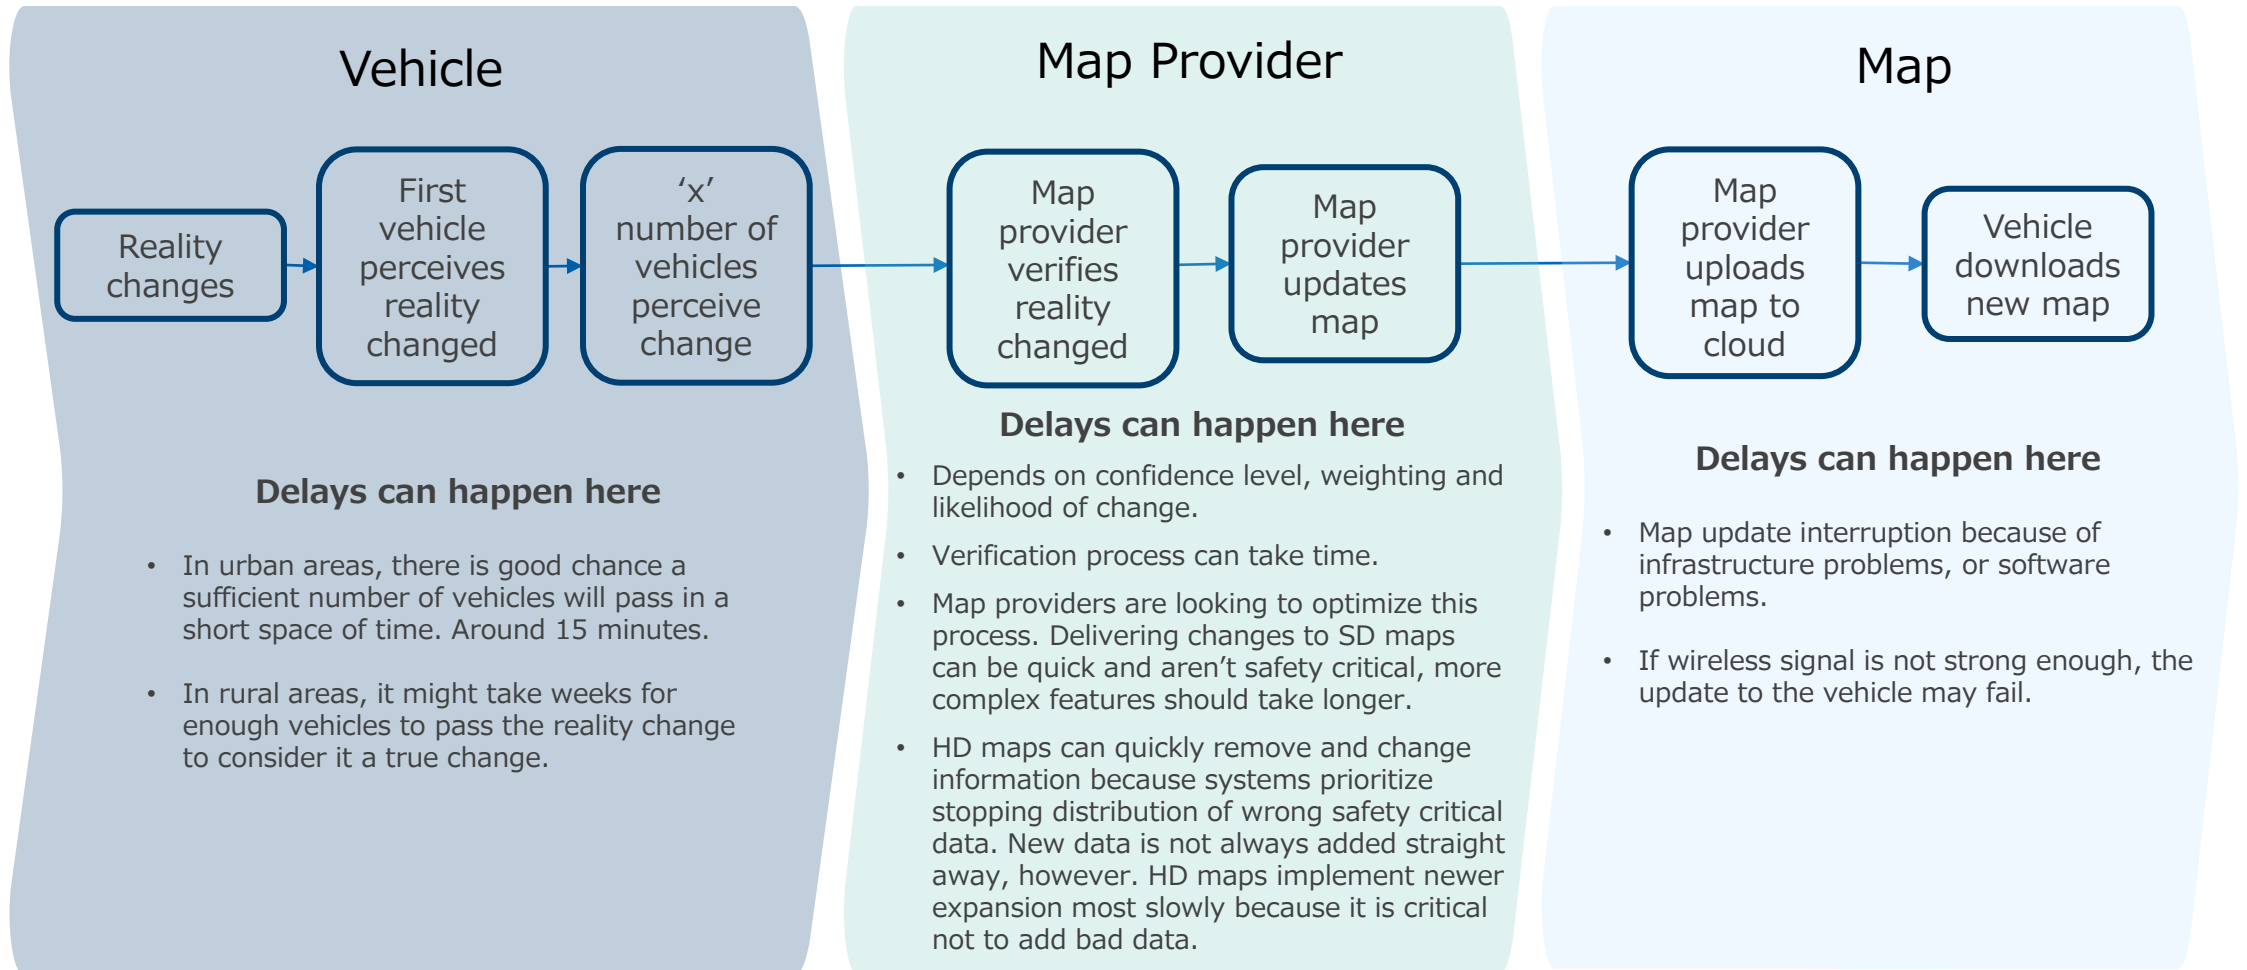 Vehicle
Reality
changes
First
vehicle
perceives
reality
changed
‘x’
number of
vehicles
perceive
change
Delays can happen here
• In urban areas, there is good chance a
sufficient number of vehicles will pass in a
short space of time. Around 15 minutes.
• In rural areas, it might take weeks for
enough vehicles to pass the reality change
to consider it a true change.
Map Provider
Map
provider
verifies
reality
changed
Map
provider
updates
map
Delays can happen here
• Depends on confidence level, weighting and
likelihood of change.
• Verification process can take time.
• Map providers are looking to optimize this
process. Delivering changes to SD maps
can be quick and aren’t safety critical, more
complex features should take longer.
• HD maps can quickly remove and change
information because systems prioritize
stopping distribution of wrong safety critical
data. New data is not always added straight
away, however. HD maps implement newer
expansion most slowly because it is critical
not to add bad data.
Map
Map
provider
uploads
map to
cloud
Vehicle
downloads
new map
Delays can happen here
• Map update interruption because of
infrastructure problems, or software
problems.
• If wireless signal is not strong enough, the
update to the vehicle may fail.